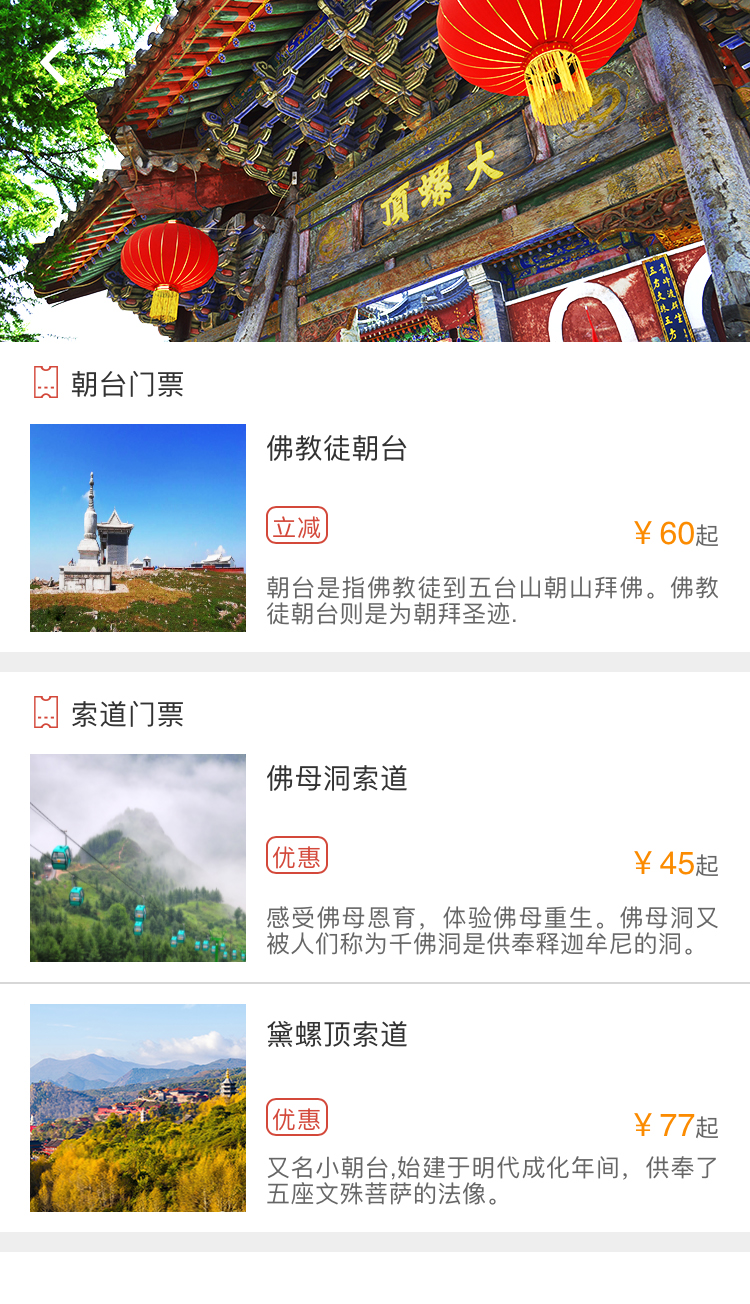 大螺頂
朝台门票
佛教徒朝台
立减
￥60起
朝台是指佛教徒到五台山朝山拜佛。佛教
徒朝台则是为朝拜圣迹.
索道门票
佛母洞索道
优惠
￥45起
感受佛母恩育，体验佛母重生。佛母洞又
被人们称为千佛洞是供奉释迦牟尼的洞。
黛螺顶索道
优惠
￥77起
又名小朝台,始建于明代成化年间，供奉了
五座文殊菩萨的法像。